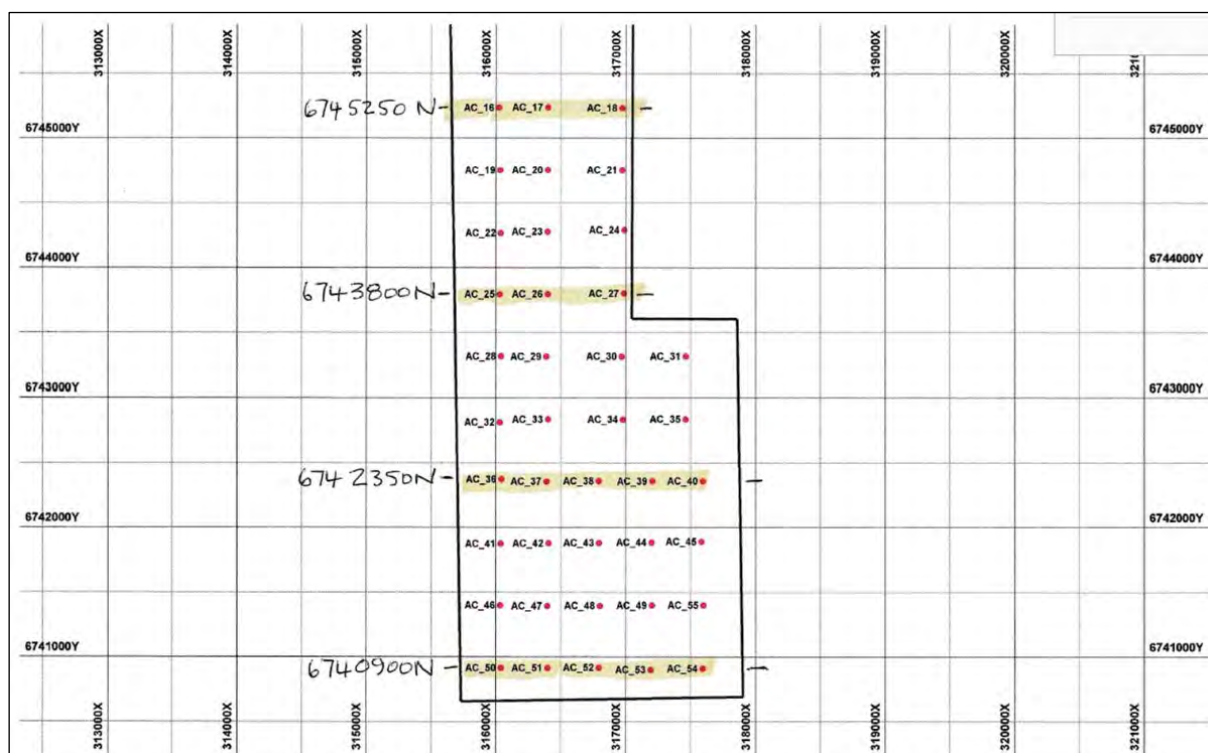 313000X 314000X 315000X 316000X 317000X 318000X 319000X 320000X 321
6745250 N- AC_16 AC_17 AC_18 -
6745000Y 6745000Y
AC_19 AC_20 AC_21
AC_22 AC_23 AC_24
6744000Y 6744000Y
6743800N- AC_25 AC_26 AC_27 -
AC_28 AC_29 AC_30 AC_31
6743000Y 6743000Y
AC_32 AC_33 AC_34 AC_35
6742350N- AC_36 AC_37 AC_38 AC_39 AC_40 -
6742000Y 6742000Y
AC_41 AC_42 AC_43 AC_44 AC_45
AC_46 AC_47 AC_48 AC_49 AC_55
6741000Y 6741000Y
6740900N- AC_50 AC_51 AC_52 AC_53 AC_54 -
313000X 314000X 315000X 316000X 317000X 318000X 319000X 320000X 321000X